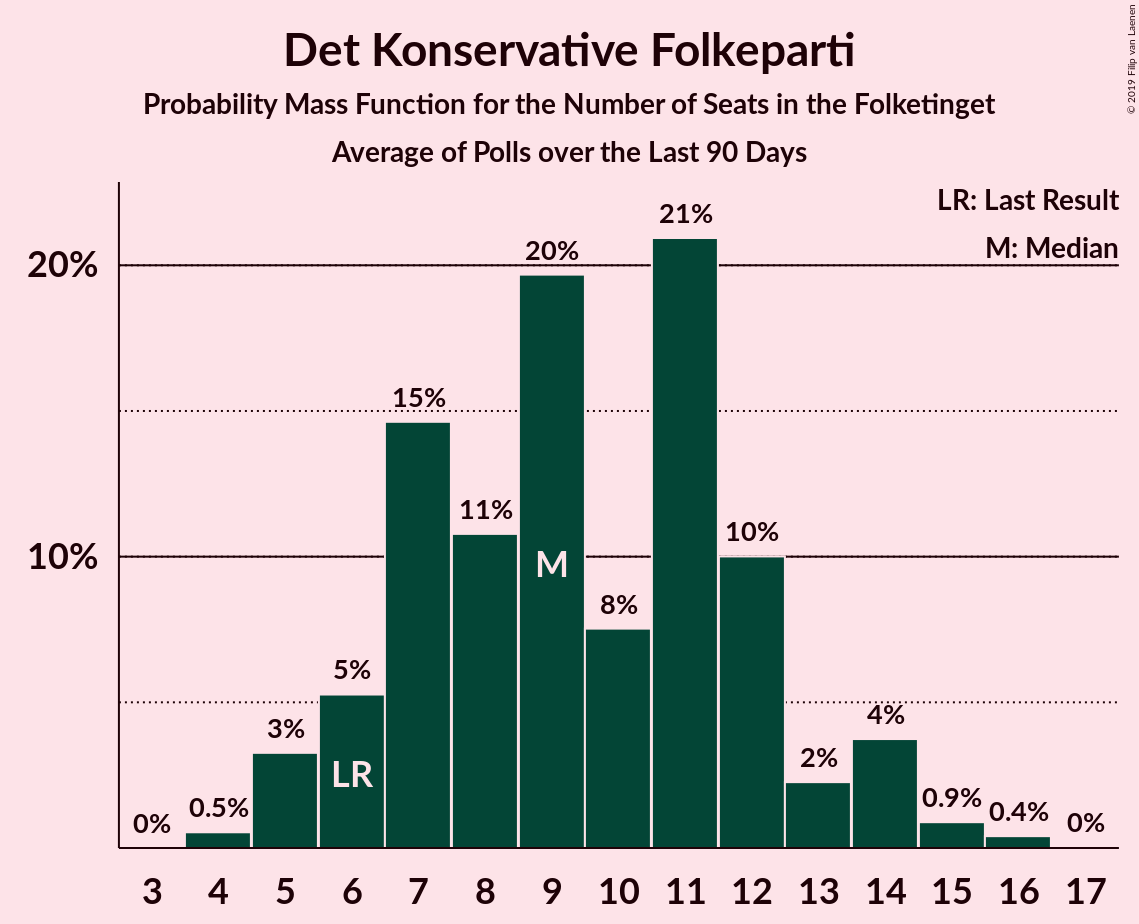 Det Konservative Folkeparti
Probability Mass Function for the Number of Seats in the Folketinget
Average of Polls over the Last 90 Days
© 2019 Filip van Laenen
LR: Last Result
M: Median
20%
10%
0%
0.5%
3%
5%
15%
11%
20%
8%
21%
10%
2%
4%
0.9%
0.4%
0%
LR
M
3 4 5 6 7 8 9 10 11 12 13 14 15 16 17